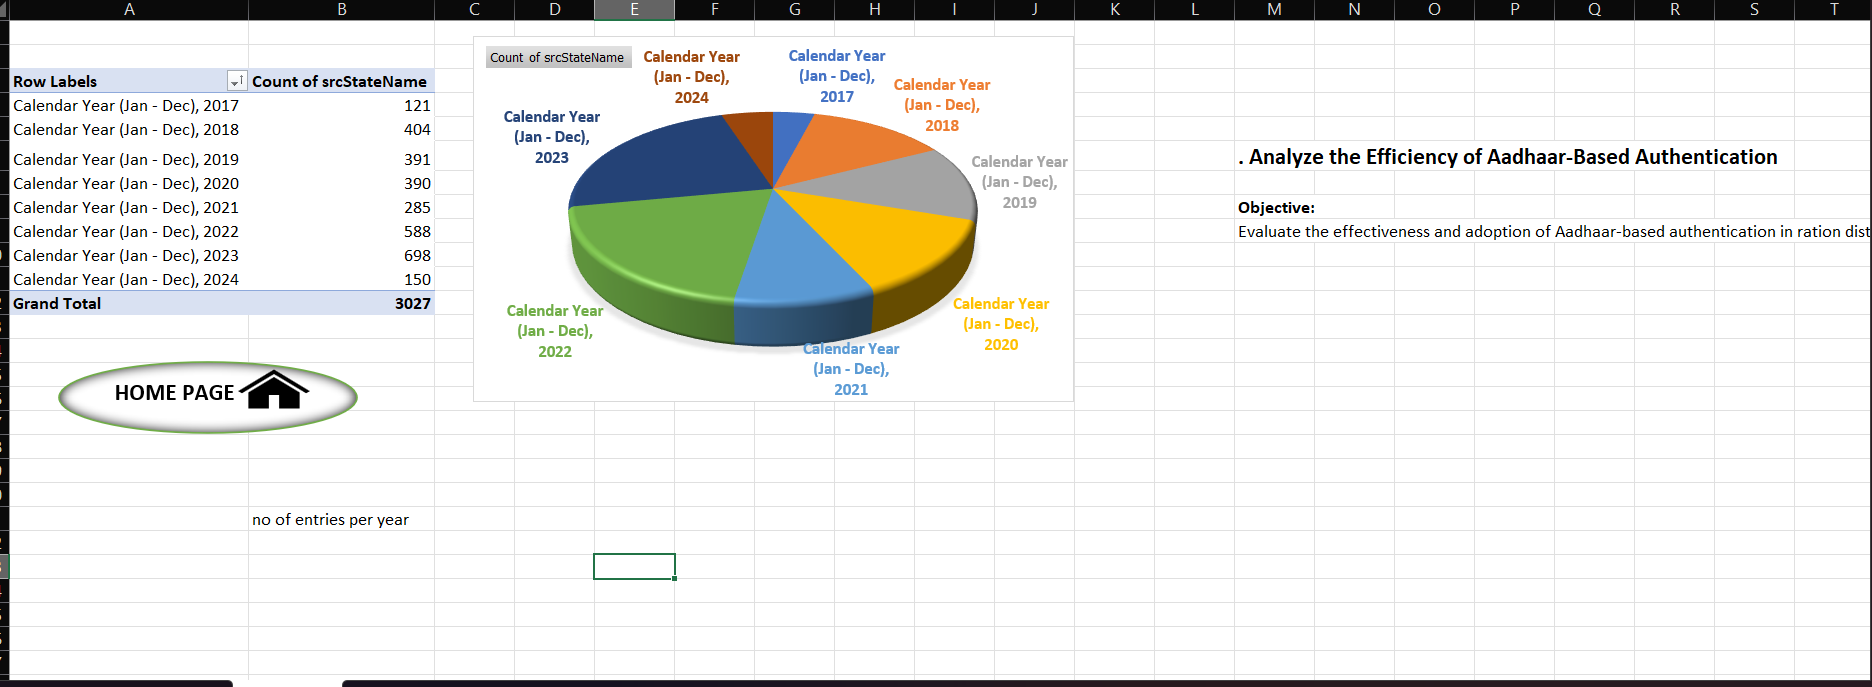 A B C D E F G H I J K L M N O P Q R S T
Row Labels Count of srcStateName
Calendar Year (Jan - Dec), 2017 121
Calendar Year (Jan - Dec), 2018 404
Calendar Year (Jan - Dec), 2019 391
Calendar Year (Jan - Dec), 2020 390
Calendar Year (Jan - Dec), 2021 285
Calendar Year (Jan - Dec), 2022 588
Calendar Year (Jan - Dec), 2023 698
Calendar Year (Jan - Dec), 2024 150
Grand Total 3027
HOME PAGE
no of entries per year
Count of srcStateName
Calendar Year
(Jan - Dec),
2024
Calendar Year
(Jan - Dec),
2017
Calendar Year
(Jan - Dec),
2018
Calendar Year
(Jan - Dec),
2023
Calendar Year
(Jan - Dec),
2019
Calendar Year
(Jan - Dec),
2022
Calendar Year
(Jan - Dec),
2020
Calendar Year
(Jan - Dec),
2021
. Analyze the Efficiency of Aadhaar-Based Authentication
Objective:
Evaluate the effectiveness and adoption of Aadhaar-based authentication in ration dist